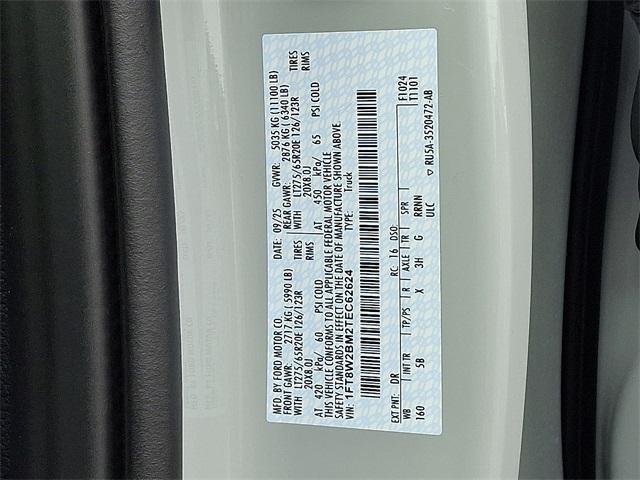 MFD. BY FORD MOTOR CO.
DATE: 09/25 GVWR: 5035 KG (11100 LB)
FRONT GAWR: 2717 KG ( 5990 LB) REAR GAWR: 2876 KG ( 6340 LB)
WITH LT275/65R20E 126/123R TIRES WITH LT275/65R20E 126/123R TIRES
20X8.0J RIMS 20X8.0J RIMS
AT 420 kPa/ 60 PSI COLD AT 450 kPa/ 65 PSI COLD
THIS VEHICLE CONFORMS TO ALL APPLICABLE FEDERAL MOTOR VEHICLE
SAFETY STANDARDS IN EFFECT ON THE DATE OF MANUFACTURE SHOWN ABOVE.
VIN: 1FT8W2BM2TEC62624 TYPE: Truck
F1024
T1101
EXT PNT: DR RC: 16 DSO:
WB INT TR TP/PS R AXLE TR SPR
160 5B X 3H G RRNN
ULC ▽ RU5A-3520472-AB